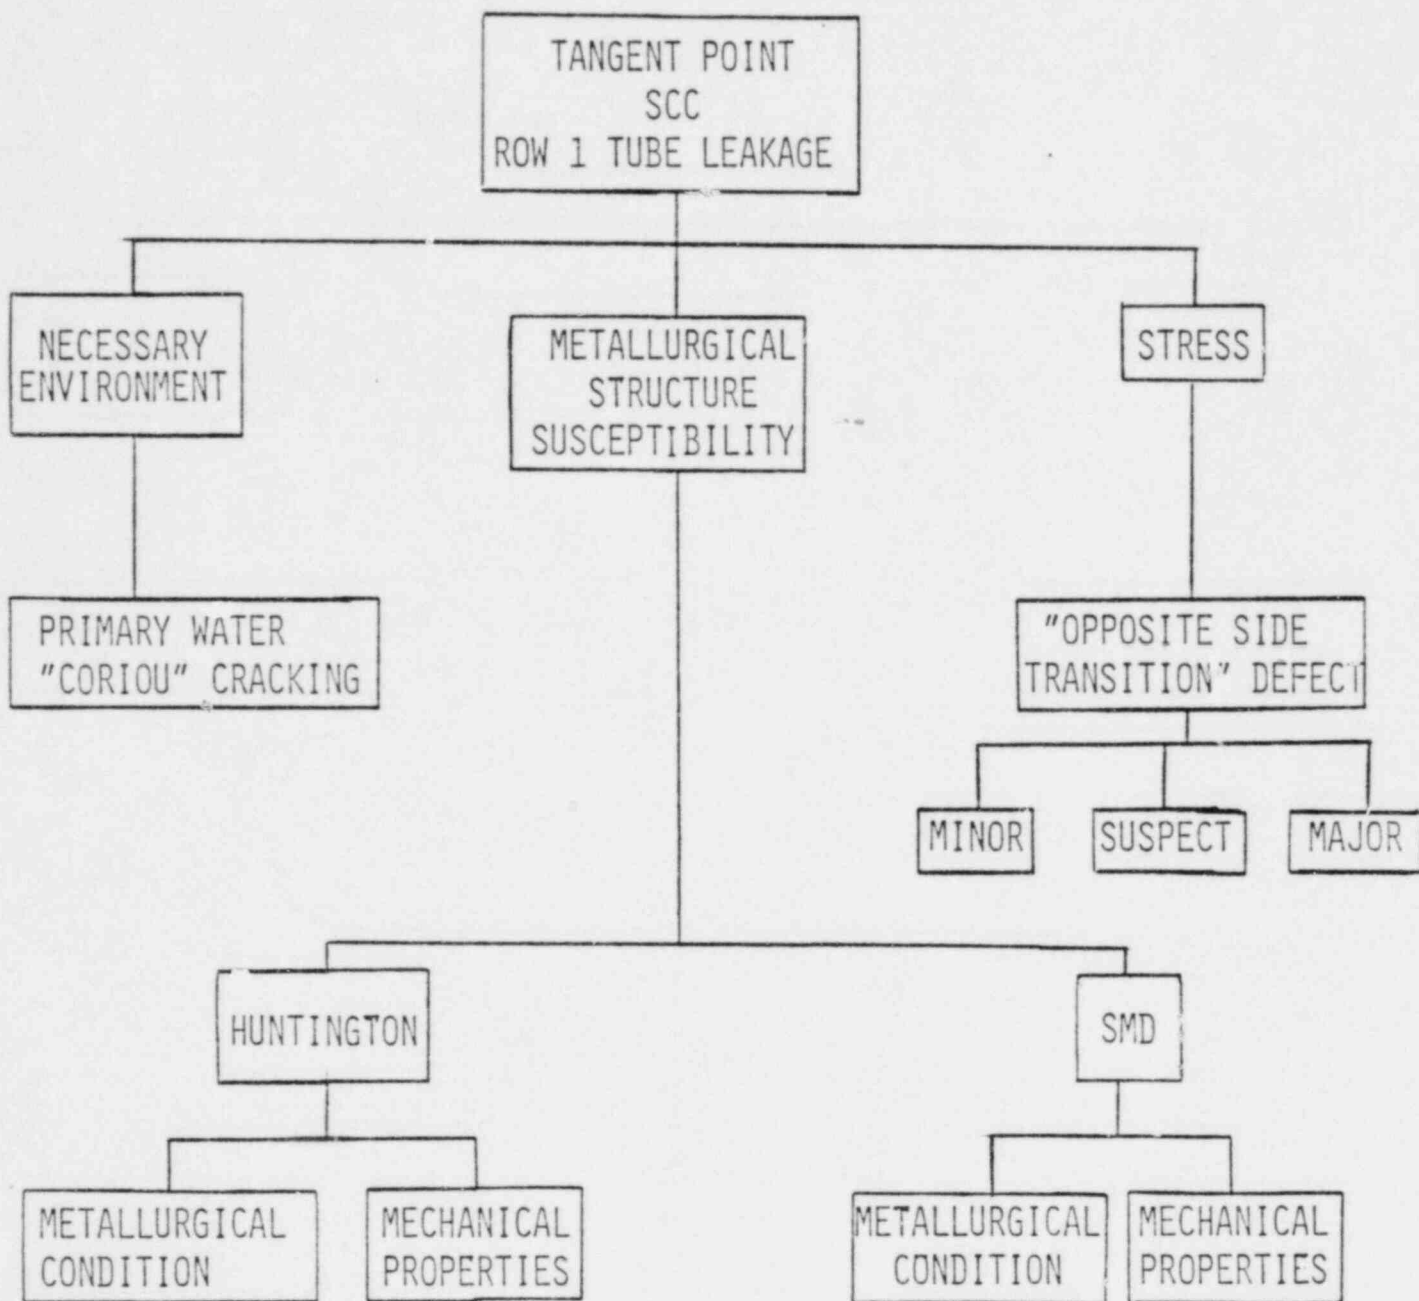 TANGENT POINT
SCC
ROW 1 TUBE LEAKAGE
NECESSARY
ENVIRONMENT
METALLURGICAL
STRUCTURE
SUSCEPTIBILITY
STRESS
PRIMARY WATER
"CORIOU" CRACKING
"OPPOSITE SIDE
TRANSITION" DEFECT
MINOR
SUSPECT
MAJOR
HUNTINGTON
SMD
METALLURGICAL
CONDITION
MECHANICAL
PROPERTIES
METALLURGICAL
CONDITION
MECHANICAL
PROPERTIES